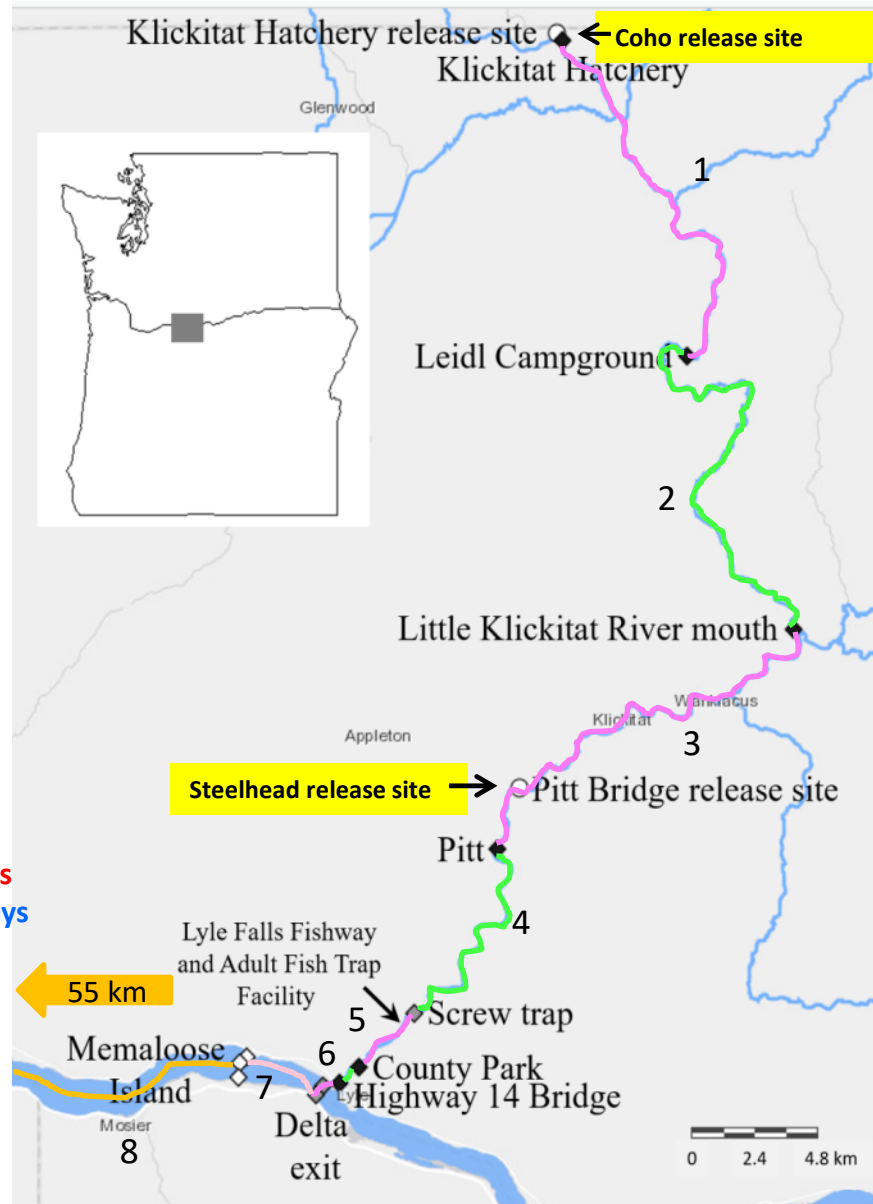 Klickitat Hatchery release site
Coho release site
Klickitat Hatchery
Glenwood
1
Leidl Campground
2
Little Klickitat River mouth
Klickitat
3
Appleton
Steelhead release site
Pitt Bridge release site
Pitt
4
Lyle Falls Fishway
and Adult Fish Trap
Facility
55 km
5
Screw trap
6
County Park
Memaloose
Island
7
Lyle
Highway 14 Bridge
Delta
exit
Mosier
8
0 2.4 4.8 km